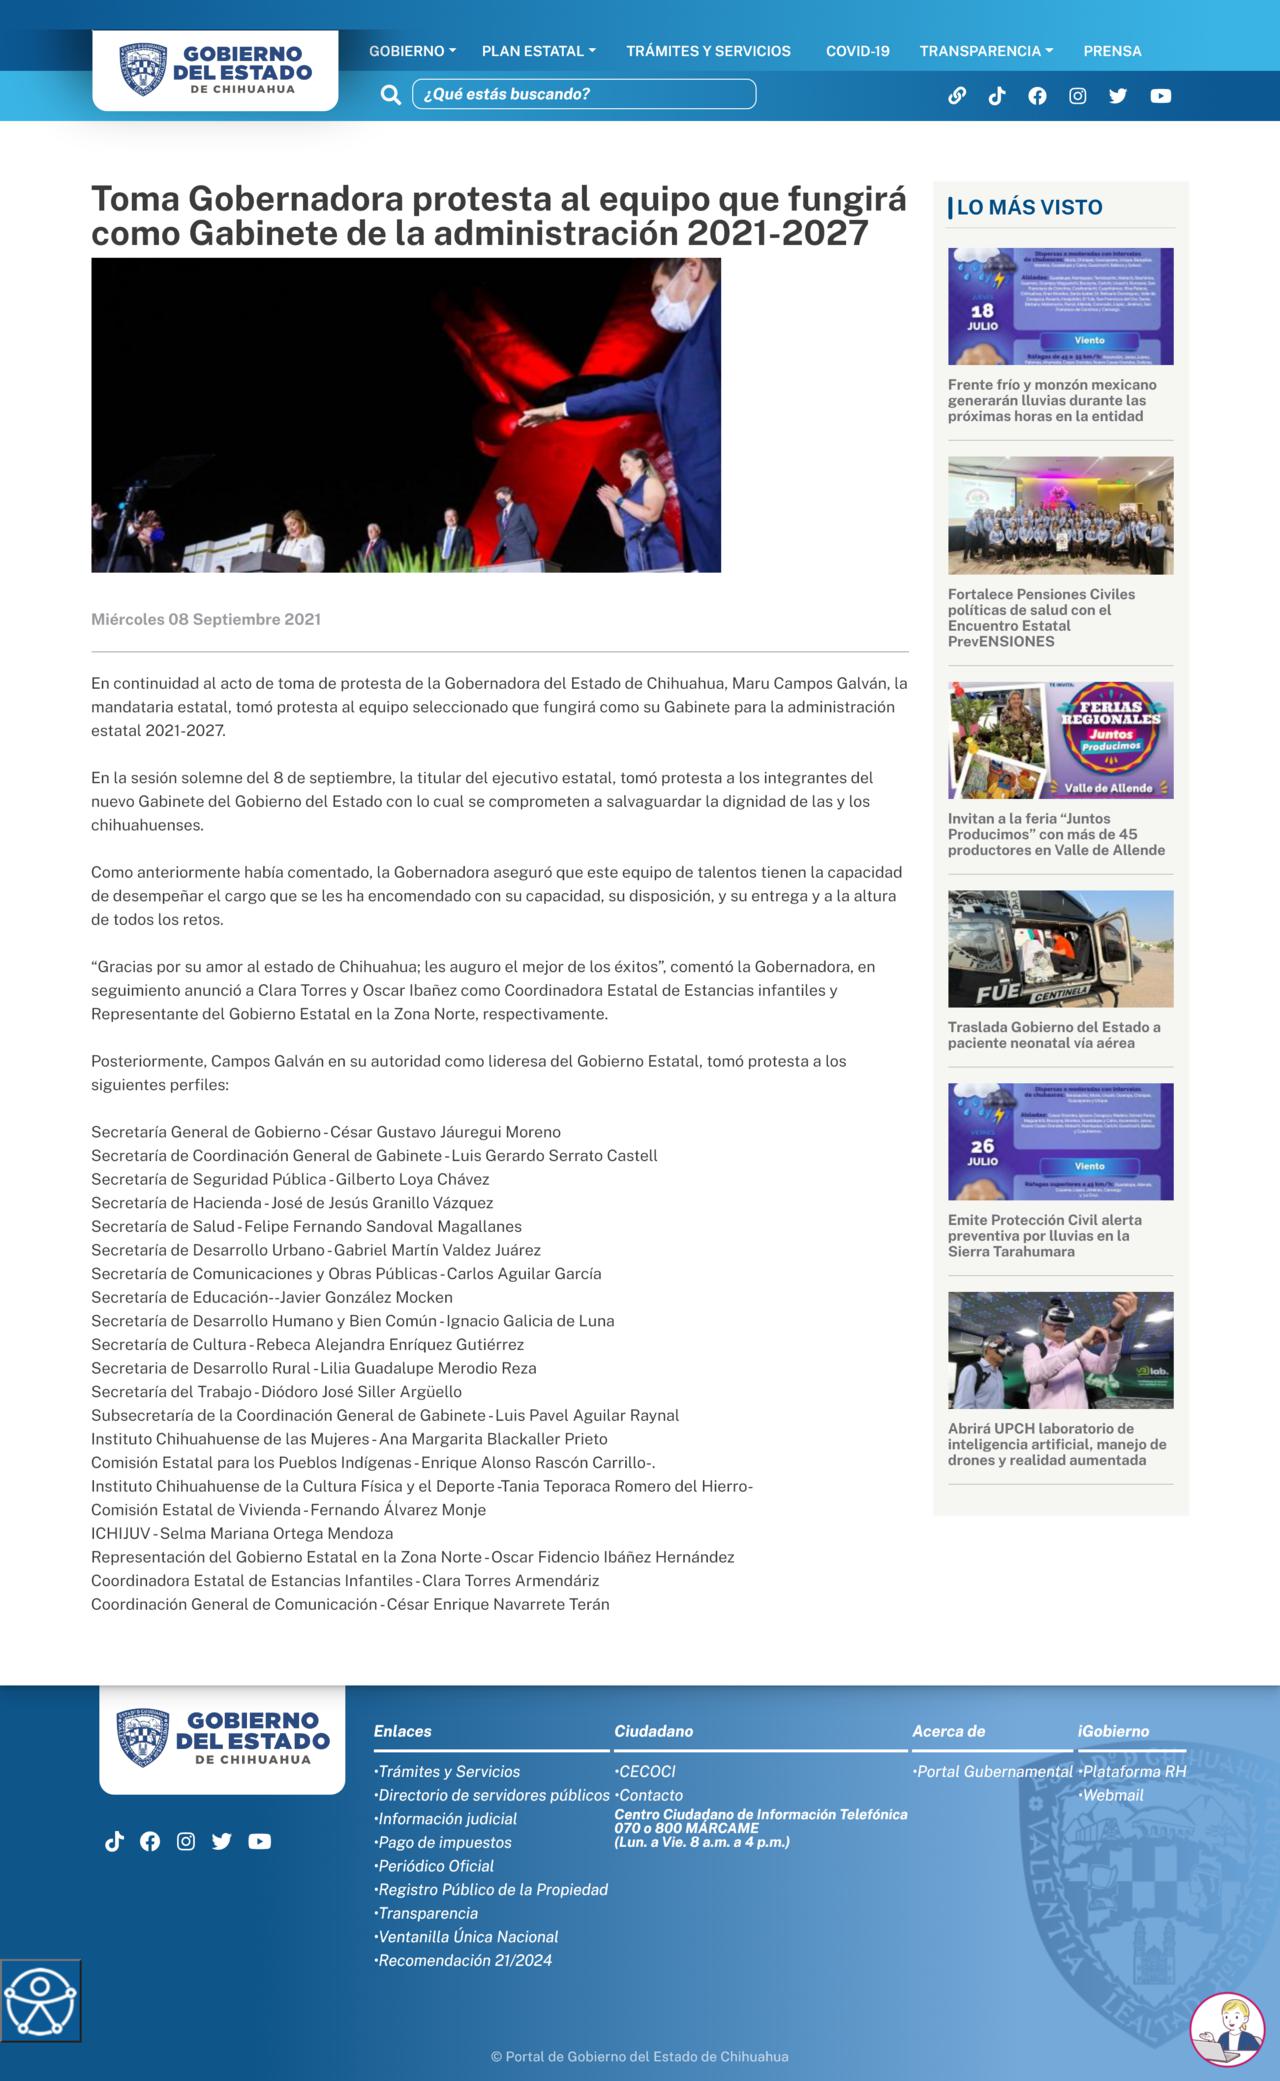 GOBIERNO
DEL ESTADO
DE CHIHUAHUA
GOBIERNO
PLAN ESTATAL
TRÁMITES Y SERVICIOS
COVID-19
TRANSPARENCIA
PRENSA
¿Qué estás buscando?
Toma Gobernadora protesta al equipo que fungirá
como Gabinete de la administración 2021-2027
Miércoles 08 Septiembre 2021
En continuidad al acto de toma de protesta de la Gobernadora del Estado de Chihuahua, Maru Campos Galván, la
mandataria estatal, tomó protesta al equipo seleccionado que fungirá como su Gabinete para la administración
estatal 2021-2027.
En la sesión solemne del 8 de septiembre, la titular del ejecutivo estatal, tomó protesta a los integrantes del
nuevo Gabinete del Gobierno del Estado con lo cual se comprometen a salvaguardar la dignidad de las y los
chihuahuenses.
Como anteriormente había comentado, la Gobernadora aseguró que este equipo de talentos tienen la capacidad
de desempeñar el cargo que se les ha encomendado con su capacidad, su disposición, y su entrega y a la altura
de todos los retos.
“Gracias por su amor al estado de Chihuahua; les auguro el mejor de los éxitos”, comentó la Gobernadora, en
seguimiento anunció a Clara Torres y Oscar Ibañez como Coordinadora Estatal de Estancias infantiles y
Representante del Gobierno Estatal en la Zona Norte, respectivamente.
Posteriormente, Campos Galván en su autoridad como lideresa del Gobierno Estatal, tomó protesta a los
siguientes perfiles:
Secretaría General de Gobierno - César Gustavo Jáuregui Moreno
Secretaría de Coordinación General de Gabinete - Luis Gerardo Serrato Castell
Secretaría de Seguridad Pública - Gilberto Loya Chávez
Secretaría de Hacienda - José de Jesús Granillo Vázquez
Secretaría de Salud - Felipe Fernando Sandoval Magallanes
Secretaría de Desarrollo Urbano - Gabriel Martín Valdez Juárez
Secretaría de Comunicaciones y Obras Públicas - Carlos Aguilar García
Secretaría de Educación--Javier González Mocken
Secretaría de Desarrollo Humano y Bien Común - Ignacio Galicia de Luna
Secretaría de Cultura - Rebeca Alejandra Enríquez Gutiérrez
Secretaria de Desarrollo Rural - Lilia Guadalupe Merodio Reza
Secretaría del Trabajo - Diódoro José Siller Argüello
Subsecretaría de la Coordinación General de Gabinete - Luis Pavel Aguilar Raynal
Instituto Chihuahuense de las Mujeres - Ana Margarita Blackaller Prieto
Comisión Estatal para los Pueblos Indígenas - Enrique Alonso Rascón Carrillo-.
Instituto Chihuahuense de la Cultura Física y el Deporte -Tania Teporaca Romero del Hierro-
Comisión Estatal de Vivienda - Fernando Álvarez Monje
ICHIJUV - Selma Mariana Ortega Mendoza
Representación del Gobierno Estatal en la Zona Norte - Oscar Fidencio Ibáñez Hernández
Coordinadora Estatal de Estancias Infantiles - Clara Torres Armendáriz
Coordinación General de Comunicación - César Enrique Navarrete Terán
LO MÁS VISTO
18
JULIO
Viento
Frente frío y monzón mexicano
generarán lluvias durante las
próximas horas en la entidad
Fortalece Pensiones Civiles
políticas de salud con el
Encuentro Estatal
PrevENSIONES
TE INVITA:
FERIAS
REGIONALES
Juntos
Producimos
Valle de Allende
Invitan a la feria “Juntos
Producimos” con más de 45
productores en Valle de Allende
FÜE
CENTINELA
Traslada Gobierno del Estado a
paciente neonatal vía aérea
26
JULIO
Viento
Emite Protección Civil alerta
preventiva por lluvias en la
Sierra Tarahumara
lab.
Abrirá UPCH laboratorio de
inteligencia artificial, manejo de
drones y realidad aumentada
GOBIERNO
DEL ESTADO
DE CHIHUAHUA
Enlaces
•Trámites y Servicios
•Directorio de servidores públicos
•Información judicial
•Pago de impuestos
•Periódico Oficial
•Registro Público de la Propiedad
•Transparencia
•Ventanilla Única Nacional
•Recomendación 21/2024
Ciudadano
•CECOCI
•Contacto
Centro Ciudadano de Información Telefónica
070 o 800 MÁRCAME
(Lun. a Vie. 8 a.m. a 4 p.m.)
Acerca de
•Portal Gubernamental
iGobierno
•Plataforma RH
•Webmail
VALENTIA
© Portal de Gobierno del Estado de Chihuahua